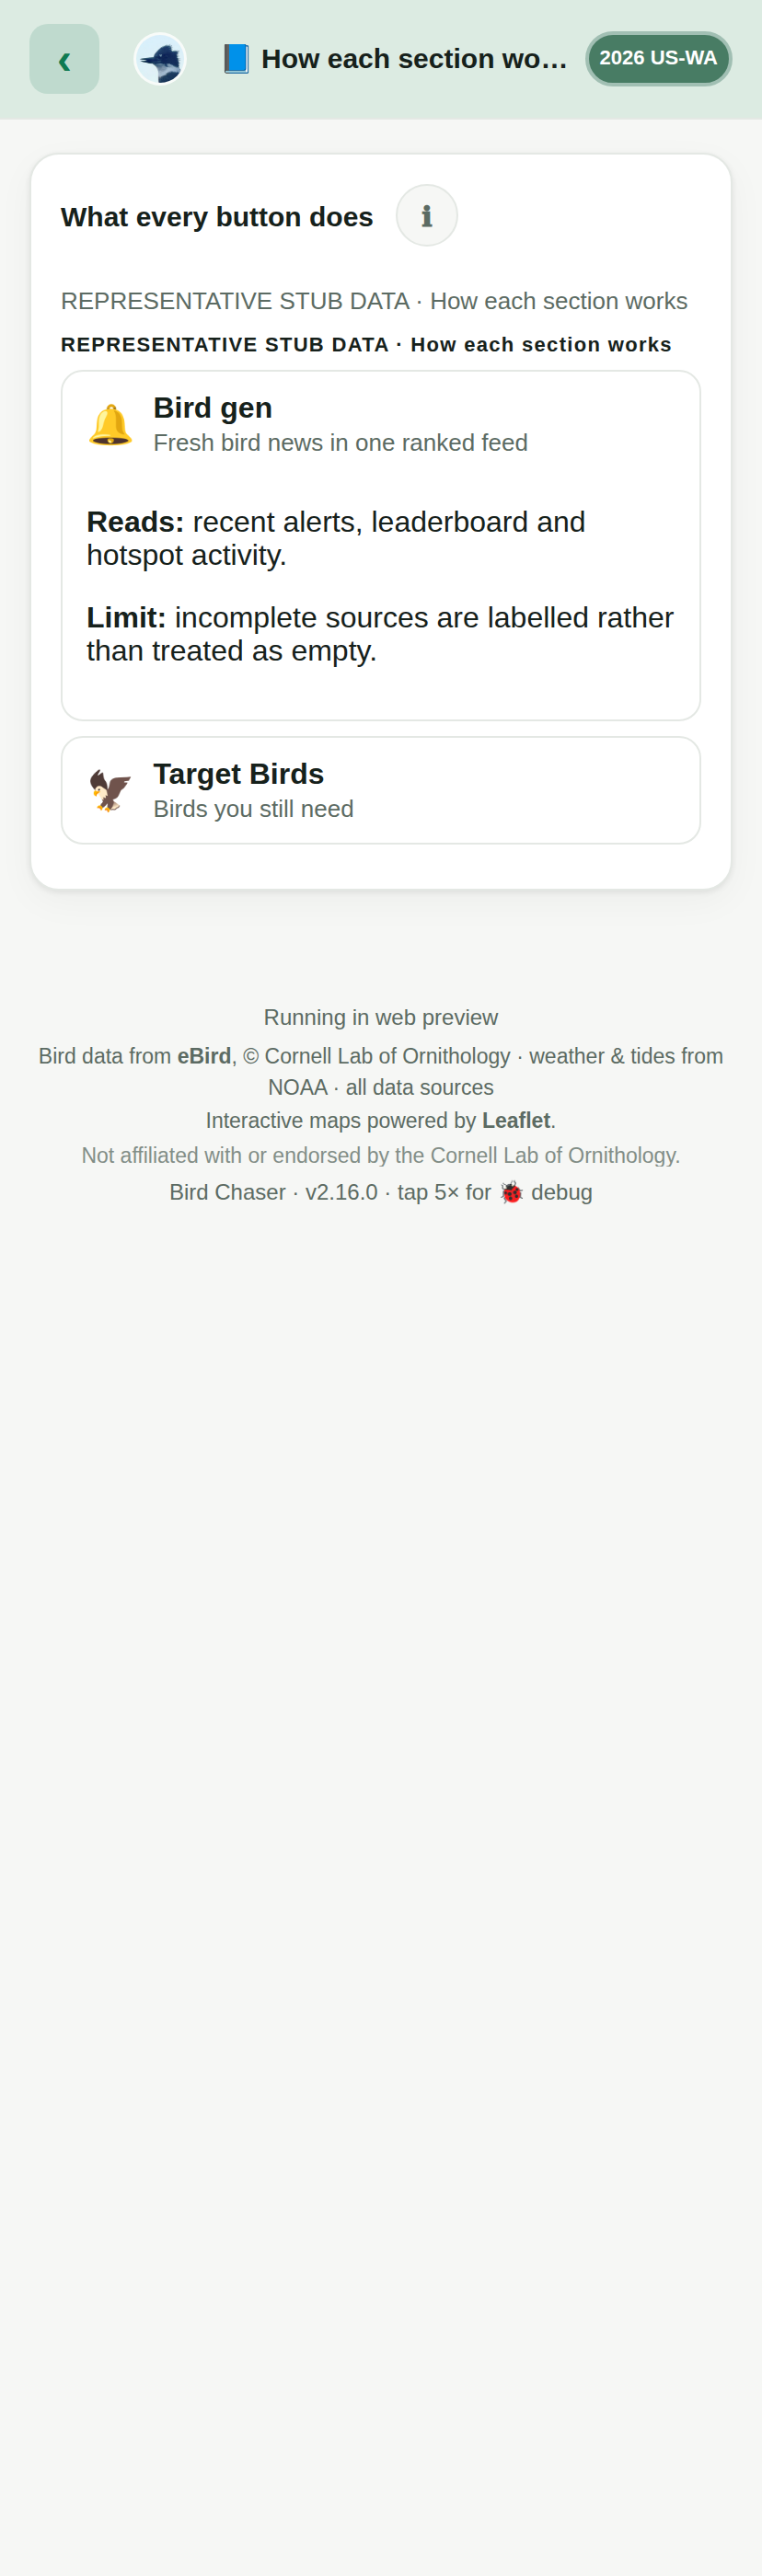 ‹ 📘 How each section wo… 2026 US-WA
What every button does ℹ
REPRESENTATIVE STUB DATA · How each section works
REPRESENTATIVE STUB DATA · How each section works
🔔 Bird gen
Fresh bird news in one ranked feed
Reads: recent alerts, leaderboard and
hotspot activity.
Limit: incomplete sources are labelled rather
than treated as empty.
🦅 Target Birds
Birds you still need
Running in web preview
Bird data from eBird, © Cornell Lab of Ornithology · weather & tides from
NOAA · all data sources
Interactive maps powered by Leaflet.
Not affiliated with or endorsed by the Cornell Lab of Ornithology.
Bird Chaser · v2.16.0 · tap 5× for 🐞 debug